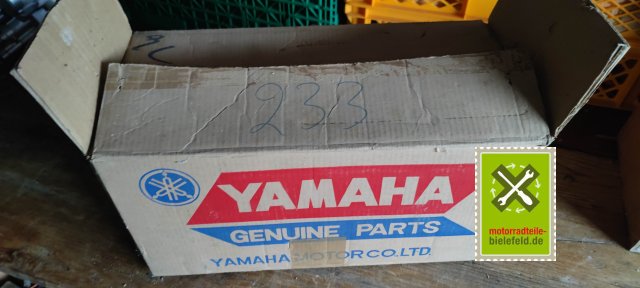 233
YAMAHA
GENUINE PARTS
YAMAHA MOTOR CO. LTD.
motorradteile-
bielefeld.de